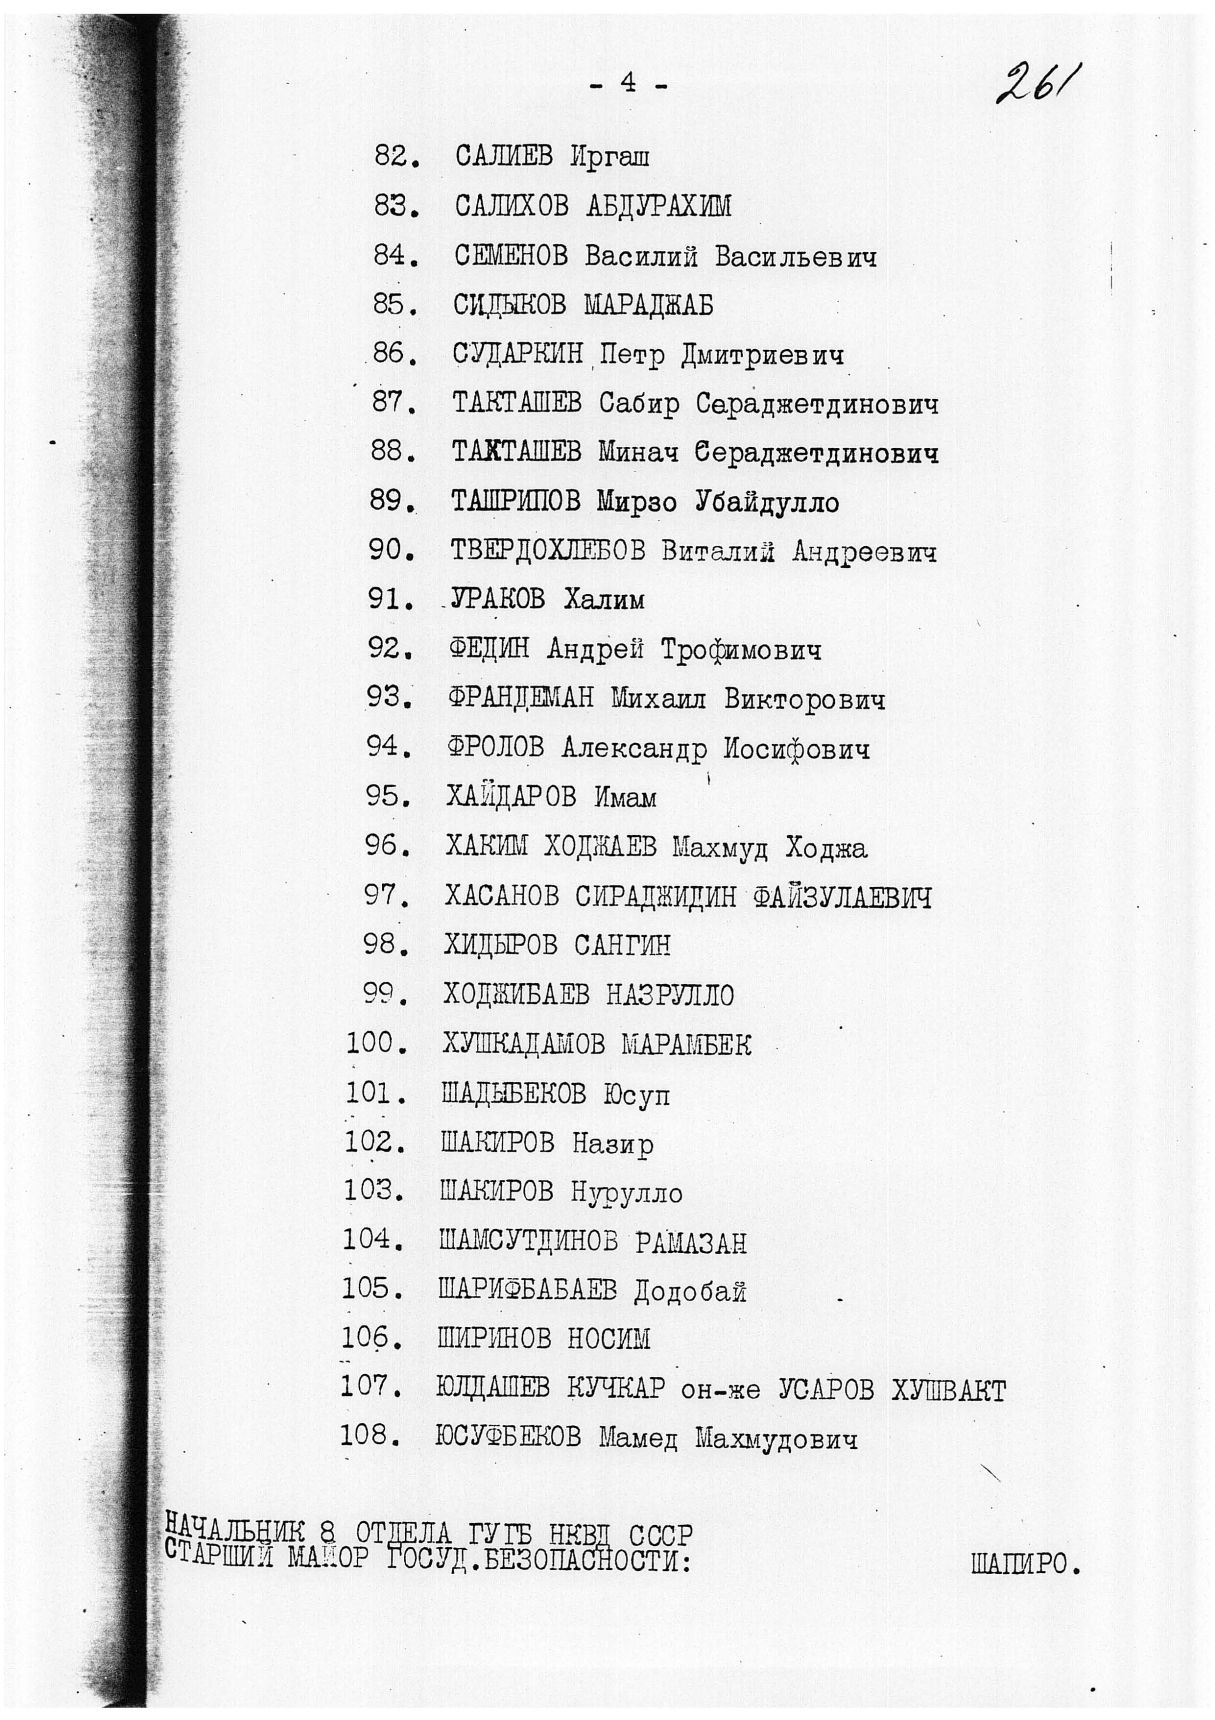 - 4 -
261
82. САЛИЕВ Иргаш
83. САЛИХОВ АБДУРАХИМ
84. СЕМЕНОВ Василий Васильевич
85. СИДЫКОВ МАРАДЖАБ
86. СУДАРКИН Петр Дмитриевич
87. ТАКТАШЕВ Сабир Сераджетдинович
88. ТАКТАШЕВ Минач Сераджетдинович
89. ТАШРИПОВ Мирзо Убайдулло
90. ТВЕРДОХЛЕБОВ Виталий Андреевич
91. УРАКОВ Халим
92. ФЕДИН Андрей Трофимович
93. ФРАНДЕМАН Михаил Викторович
94. ФРОЛОВ Александр Иосифович
95. ХАЙДАРОВ Имам
96. ХАКИМ ХОДЖАЕВ Махмуд Ходжа
97. ХАСАНОВ СИРАДЖИДИН ФАЙЗУЛАЕВИЧ
98. ХИДЫРОВ САНГИН
99. ХОДЖИБАЕВ НАЗРУЛЛО
100. ХУШКАДАМОВ МАРАМБЕК
101. ШАДЫБЕКОВ Юсуп
102. ШАКИРОВ Назир
103. ШАКИРОВ Нурулло
104. ШАМСУТДИНОВ РАМАЗАН
105. ШАРИФБАБАЕВ Додобай
106. ШИРИНОВ НОСИМ
107. ЮЛДАШЕВ КУЧКАР он-же УСАРОВ ХУШВАКТ
108. ЮСУФБЕКОВ Мамед Махмудович
НАЧАЛЬНИК 8 ОТДЕЛА ГУГБ НКВД СССР
СТАРШИЙ МАЙОР ГОСУД.БЕЗОПАСНОСТИ: ШАПИРО.